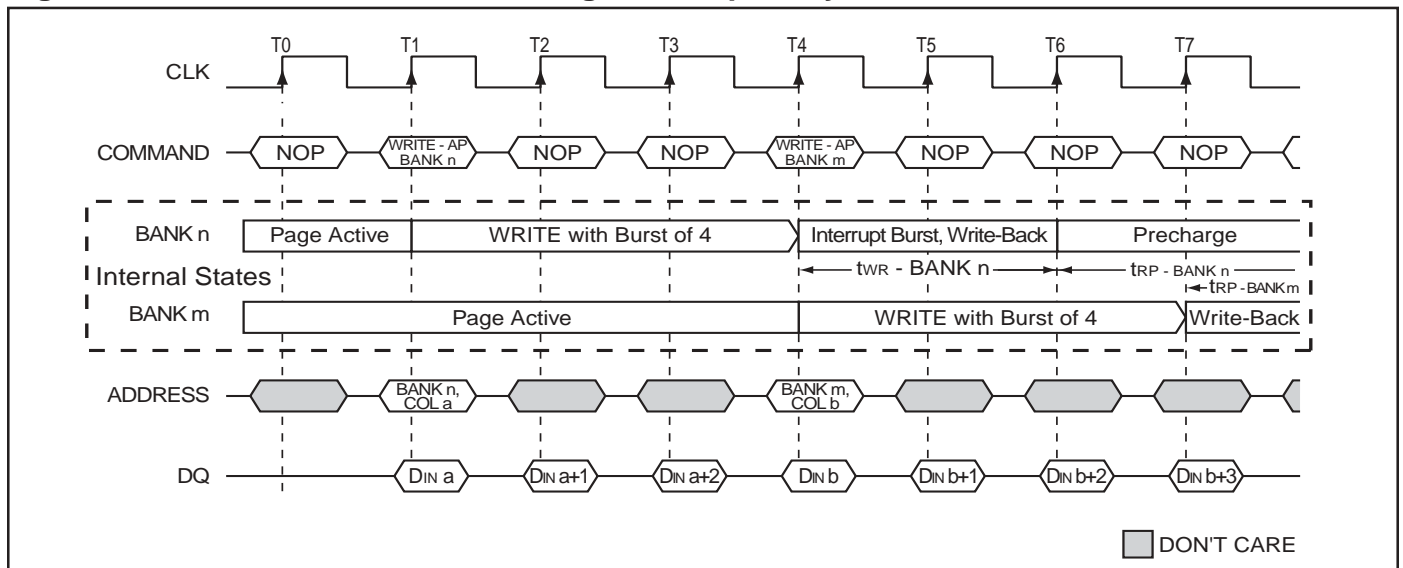 T0 T1 T2 T3 T4 T5 T6 T7
CLK
COMMAND NOP WRITE - AP BANK n NOP NOP WRITE - AP BANK m NOP NOP NOP
BANK n Page Active WRITE with Burst of 4 Interrupt Burst, Write-Back Precharge
Internal States tWR - BANK n tRP - BANK n
tRP - BANK m
BANK m Page Active WRITE with Burst of 4 Write-Back
ADDRESS BANK n, COL a BANK m, COL b
DQ DIN a DIN a+1 DIN a+2 DIN b DIN b+1 DIN b+2 DIN b+3
DON'T CARE